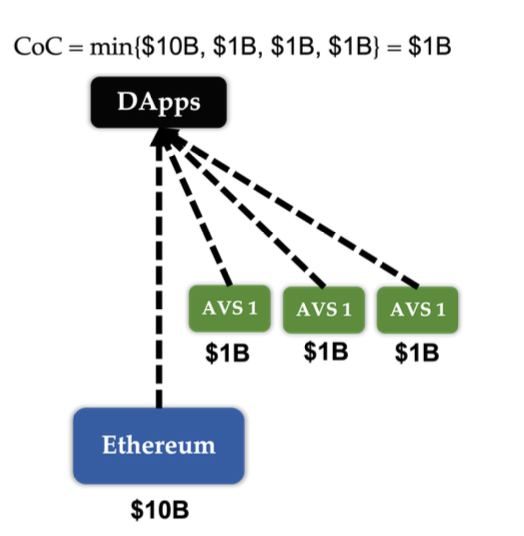 CoC = min{$10B, $1B, $1B, $1B} = $1B
DApps
AVS 1 AVS 1 AVS 1
$1B $1B $1B
Ethereum
$10B